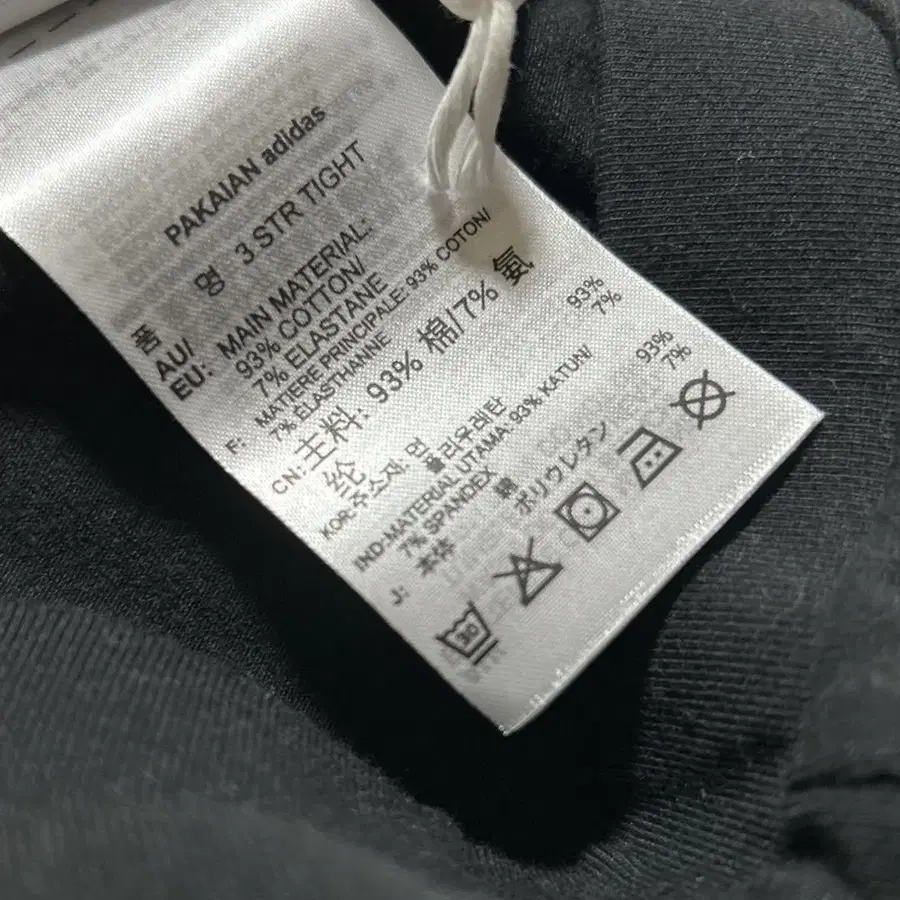 PAKAIAN adidas
품 명 3 STR TIGHT
AU/
EU: MAIN MATERIAL:
93% COTTON/
7% ELASTANE
F: MATIERE PRINCIPALE: 93% COTON/
7% ELASTHANNE
CN: 主料: 93% 棉/7% 氨
纶
KOR: 주소재: 면 93%
폴리우레탄 7%
IND-MATERIAL UTAMA: 93% KATUN/
7% SPANDEX
J: 本体 綿 93%
ポリウレタン 7%
30